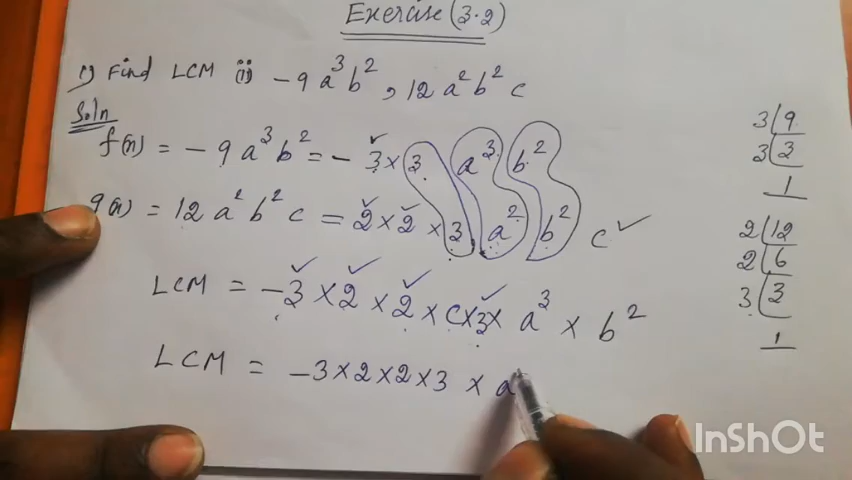 Exercise (3.2)
1) Find LCM (ii) -9a³b², 12a²b²c
Soln
f(x) = -9a³b² = -3×3 a³ b²
g(x) = 12a²b²c = 2×2×3 a² b² c
LCM = -3×2×2×c×3× a³ × b²
LCM = -3×2×2×3 × a
3 9
3 3
1
2 12
2 6
3 3
1
InShOt